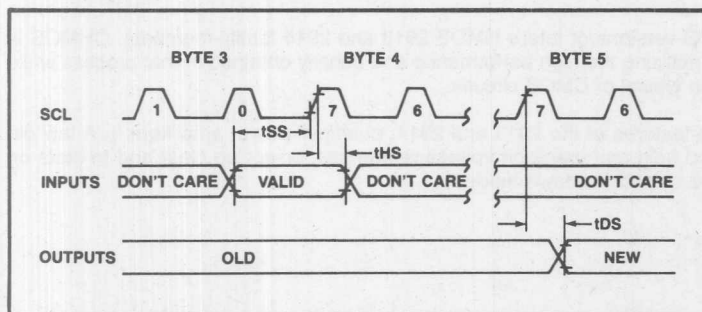 BYTE 3 BYTE 4 BYTE 5
SCL 1 0 7 6 7 6
tSS
tHS
INPUTS DON'T CARE VALID DON'T CARE DON'T CARE
tDS
OUTPUTS OLD NEW